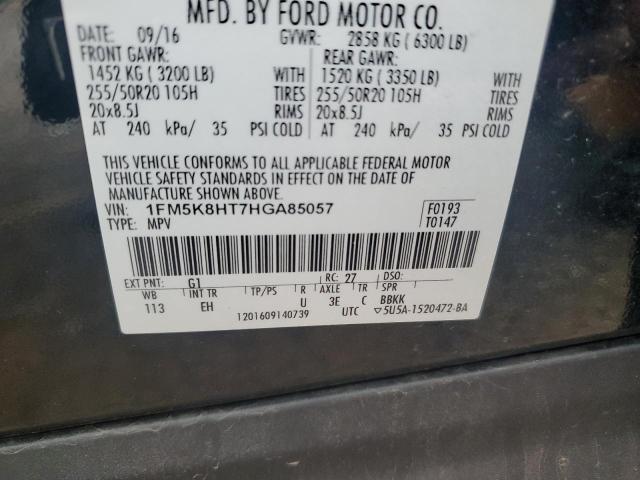 MFD. BY FORD MOTOR CO.
DATE: 09/16 GVWR: 2858 KG (6300 LB)
FRONT GAWR: REAR GAWR:
1452 KG (3200 LB) WITH 1520 KG (3350 LB) WITH
255/50R20 105H TIRES 255/50R20 105H TIRES
20x8.5J RIMS 20x8.5J RIMS
AT 240 kPa/ 35 PSI COLD AT 240 kPa/ 35 PSI COLD
THIS VEHICLE CONFORMS TO ALL APPLICABLE FEDERAL MOTOR
VEHICLE SAFETY STANDARDS IN EFFECT ON THE DATE OF
MANUFACTURE SHOWN ABOVE.
VIN: 1FM5K8HT7HGA85057 F0193
TYPE: MPV T0147
EXT PNT: G1 RC: 27 DSO:
WB INT TR TP/PS R AXLE TR SPR
113 EH U 3E C BBKK
1201609140739 UTC ▽5U5A-1520472-BA